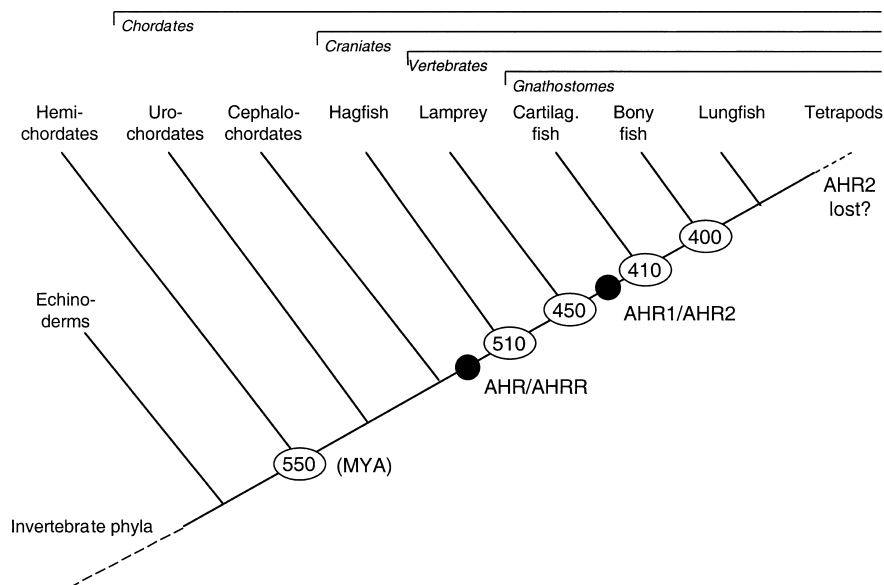 Chordates
Craniates
Vertebrates
Gnathostomes
Hemi-
chordates
Uro-
chordates
Cephalo-
chordates
Hagfish
Lamprey
Cartilag.
fish
Bony
fish
Lungfish
Tetrapods
AHR2
lost?
400
410
450
AHR1/AHR2
Echino-
derms
510
AHR/AHRR
550
(MYA)
Invertebrate phyla